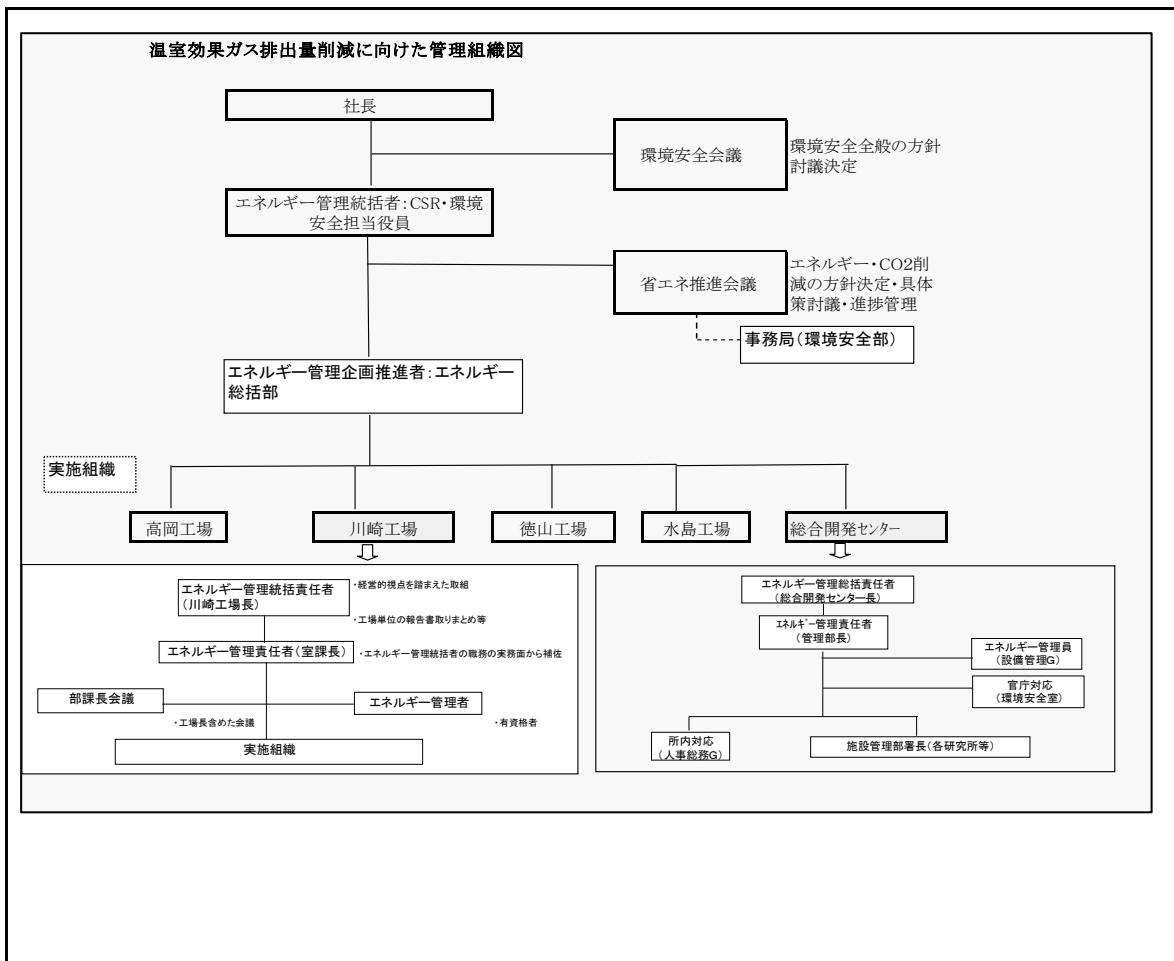 温室効果ガス排出量削減に向けた管理組織図
社長
環境安全会議
環境安全全般の方針
討議決定
エネルギー管理統括者:CSR・環境
安全担当役員
省エネ推進会議
エネルギー・CO2削
減の方針決定・具体
策討議・進捗管理
事務局(環境安全部)
エネルギー管理企画推進者:エネルギー
総括部
実施組織
高岡工場
川崎工場
徳山工場
水島工場
総合開発センター
エネルギー管理統括責任者
(川崎工場長)
・経営的視点を踏まえた取組
・工場単位の報告書取りまとめ等
エネルギー管理責任者(室課長)
・エネルギー管理統括者の職務の実務面から補佐
部課長会議
エネルギー管理者
・工場長含めた会議
・有資格者
実施組織
エネルギー管理総括責任者
(総合開発センター長)
エネルギー管理責任者
(管理部長)
エネルギー管理員
(設備管理G)
官庁対応
(環境安全室)
所内対応
(人事総務G)
施設管理部署長(各研究所等)